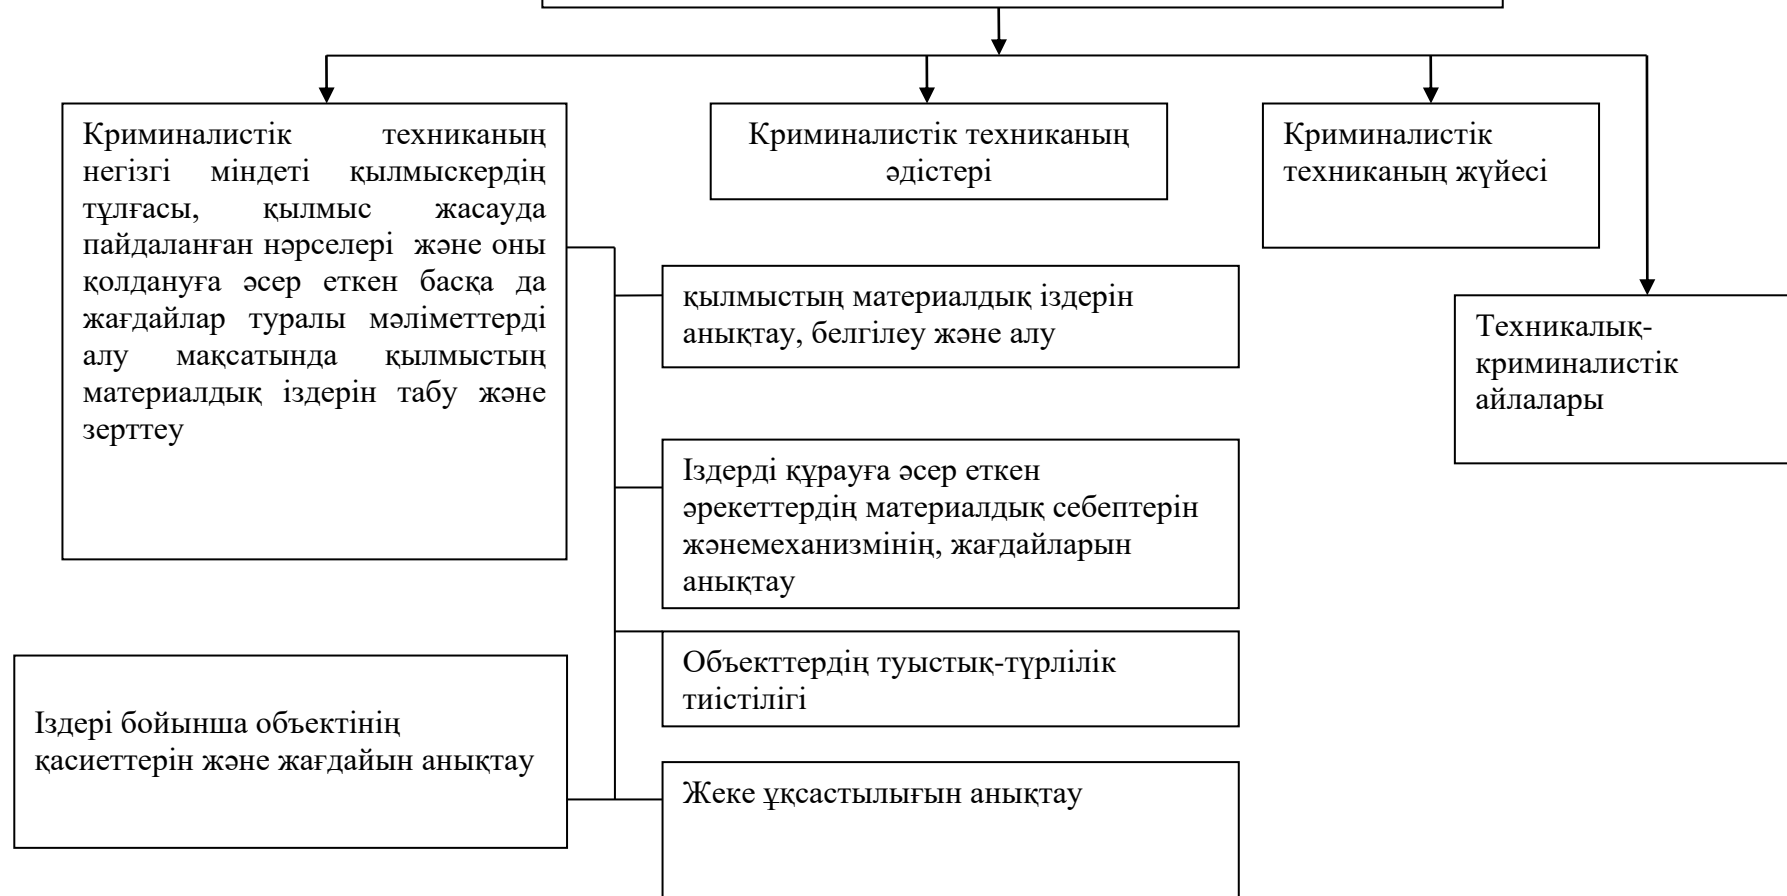 Криминалистік техниканың
негізгі міндеті қылмыскердің
тұлғасы, қылмыс жасауда
пайдаланған нәрселері және оны
қолдануға әсер еткен басқа да
жағдайлар туралы мәліметтерді
алу мақсатында қылмыстың
материалдық іздерін табу және
зерттеу
Криминалистік техниканың
әдістері
Криминалистік
техниканың жүйесі
қылмыстың материалдық іздерін
анықтау, белгілеу және алу
Техникалық-
криминалистік
айлалары
Іздерді құрауға әсер еткен
әрекеттердің материалдық себептерін
жәнемеханизмінің, жағдайларын
анықтау
Объекттердің туыстық-түрлілік
тиістілігі
Іздері бойынша объектінің
қасиеттерін және жағдайын анықтау
Жеке ұқсастылығын анықтау